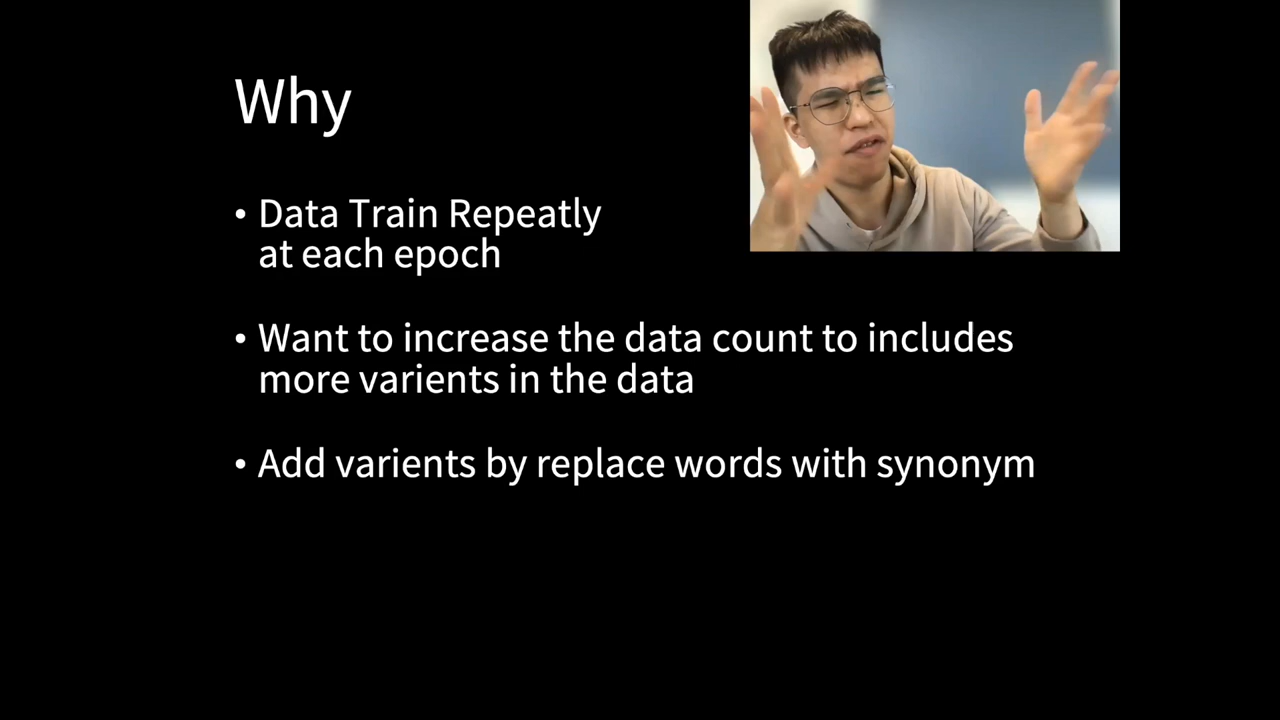 Why
• Data Train Repeatly
at each epoch
• Want to increase the data count to includes
more varients in the data
• Add varients by replace words with synonym